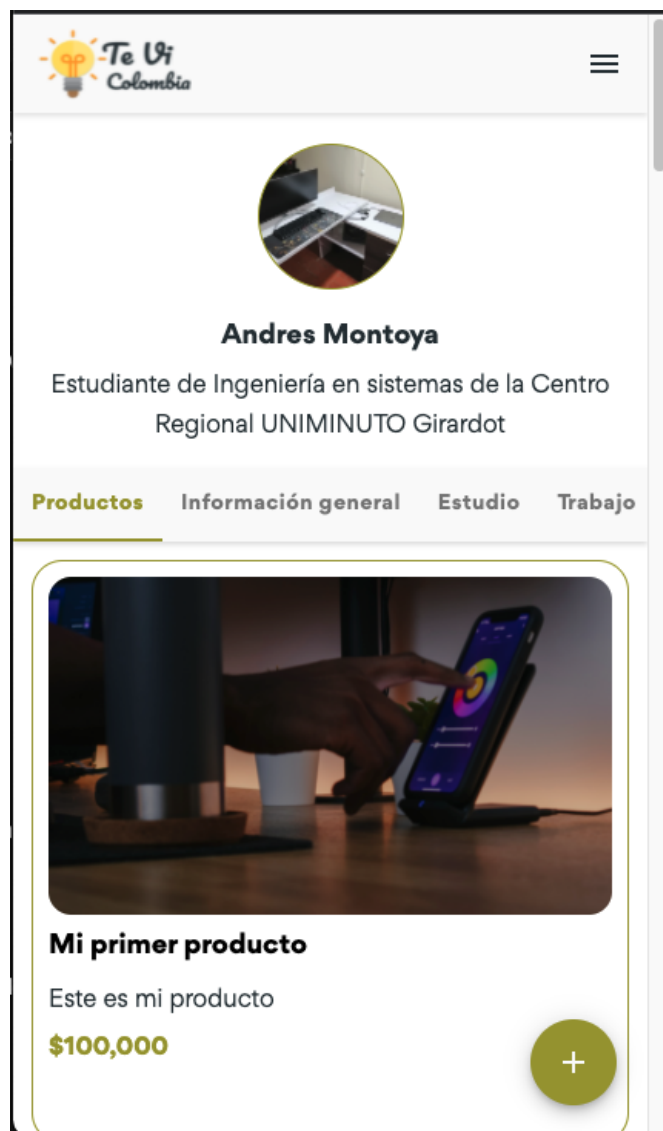 Te Vi
Colombia
Andres Montoya
Estudiante de Ingeniería en sistemas de la Centro
Regional UNIMINUTO Girardot
Productos Información general Estudio Trabajo
Mi primer producto
Este es mi producto
$100,000
+